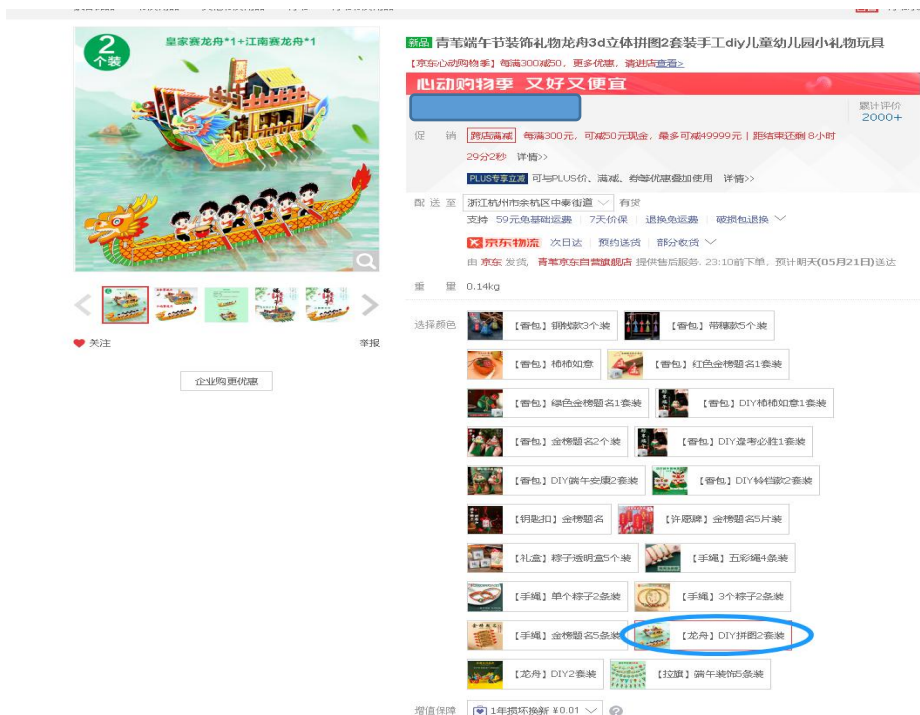 2
个装
皇家赛龙舟*1+江南赛龙舟*1
新品 青苇端午节装饰礼物龙舟3d立体拼图2套装手工diy儿童幼儿园小礼物玩具
【京东心动购物季】每满300减50，更多优惠，请进店查看>
心动购物季 又好又便宜
累计评价
2000+
促 销 跨店满减 每满300元，可减50元现金，最多可减49999元 | 距结束还剩 8小时
29分2秒 详情>>
PLUS专享立减 可与PLUS价、满减、券等优惠叠加使用 详情>>
配 送 至 浙江杭州市余杭区中泰街道 有货
支持 59元免基础运费 7天价保 退换免运费 破损包退换
京东物流 次日达 预约送货 部分收货
由 京东 发货, 青苇京东自营旗舰店 提供售后服务. 23:10前下单, 预计明天(05月21日)送达
重 量 0.14kg
关注 举报
企业购更优惠
选择颜色 【香包】铜钱款3个装 【香包】带穗款5个装
【香包】柿柿如意 【香包】红色金榜题名1套装
【香包】绿色金榜题名1套装 【香包】DIY柿柿如意1套装
【香包】金榜题名2个装 【香包】DIY逢考必胜1套装
【香包】DIY端午安康2套装 【香包】DIY铃铛款2套装
【钥匙扣】金榜题名 【许愿牌】金榜题名5片装
【礼盒】粽子透明盒5个装 【手绳】五彩绳4条装
【手绳】单个粽子2条装 【手绳】3个粽子2条装
【手绳】金榜题名5条装 【龙舟】DIY拼图2套装
【龙舟】DIY2套装 【拉旗】端午装饰5条装
增值保障 1年损坏换新 ¥0.01